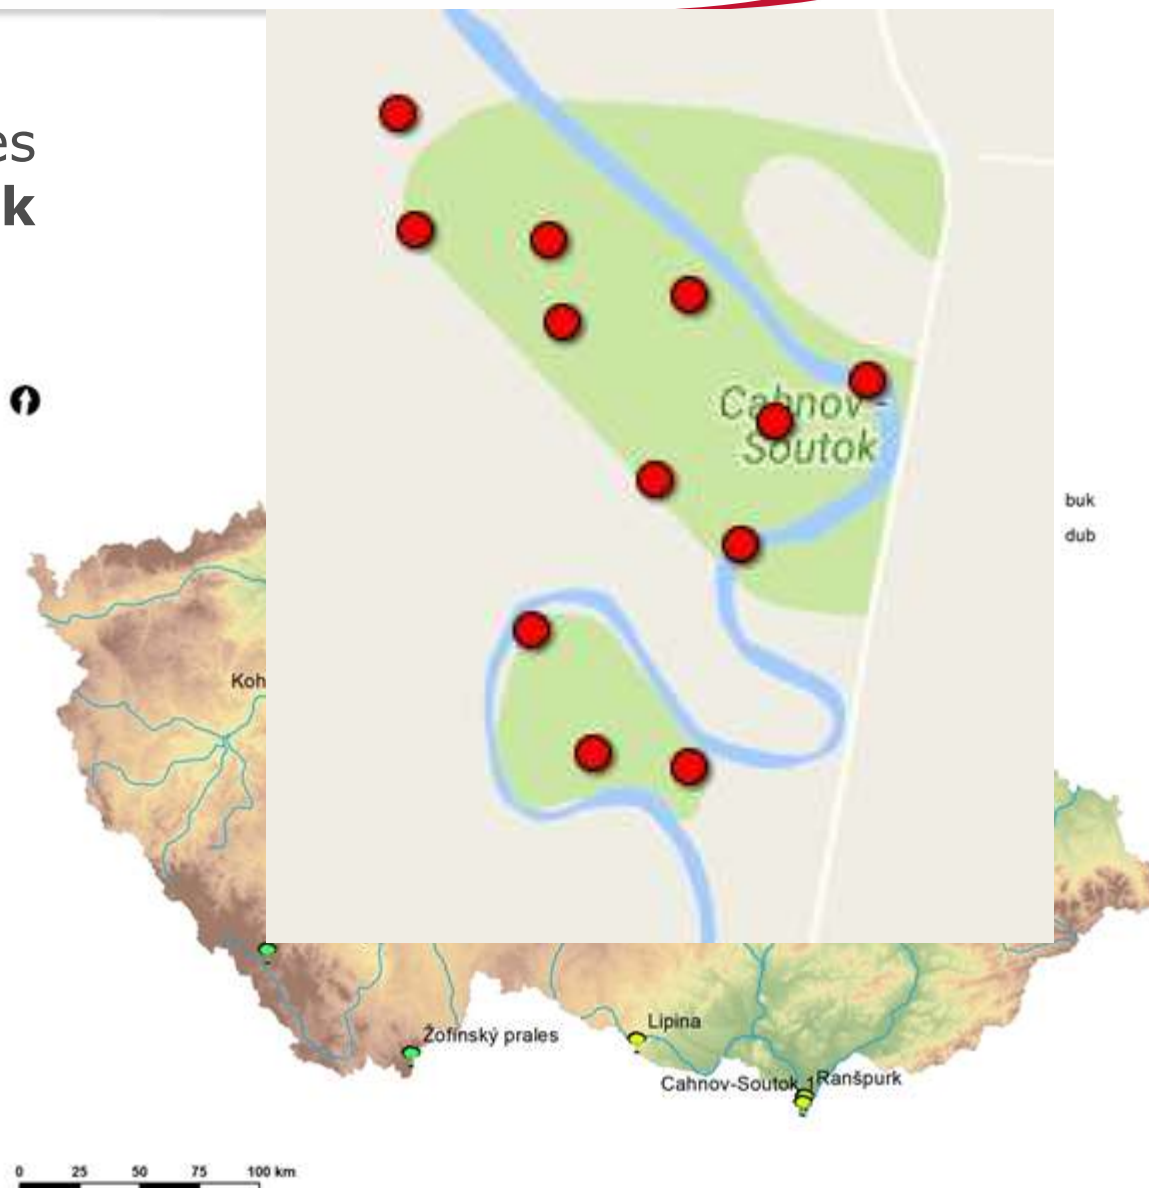 es
k
Cahnov -
Soutok
buk
dub
Koh
Lipina
Žofínský prales
Cahnov-Soutok 1
Ranšpurk
0 25 50 75 100 km